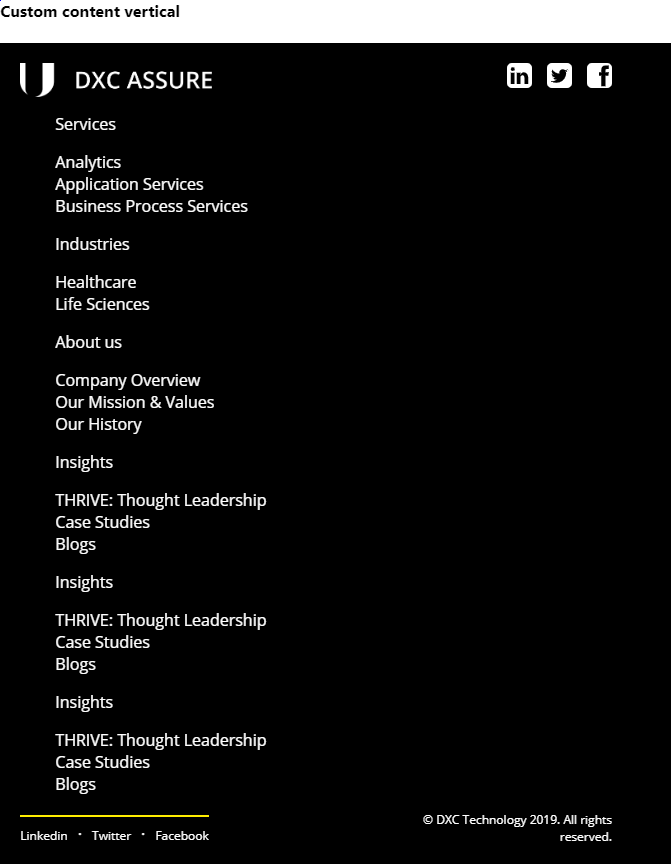 Custom content vertical
DXC ASSURE
Services
Analytics
Application Services
Business Process Services
Industries
Healthcare
Life Sciences
About us
Company Overview
Our Mission & Values
Our History
Insights
THRIVE: Thought Leadership
Case Studies
Blogs
Insights
THRIVE: Thought Leadership
Case Studies
Blogs
Insights
THRIVE: Thought Leadership
Case Studies
Blogs
Linkedin · Twitter · Facebook
© DXC Technology 2019. All rights
reserved.